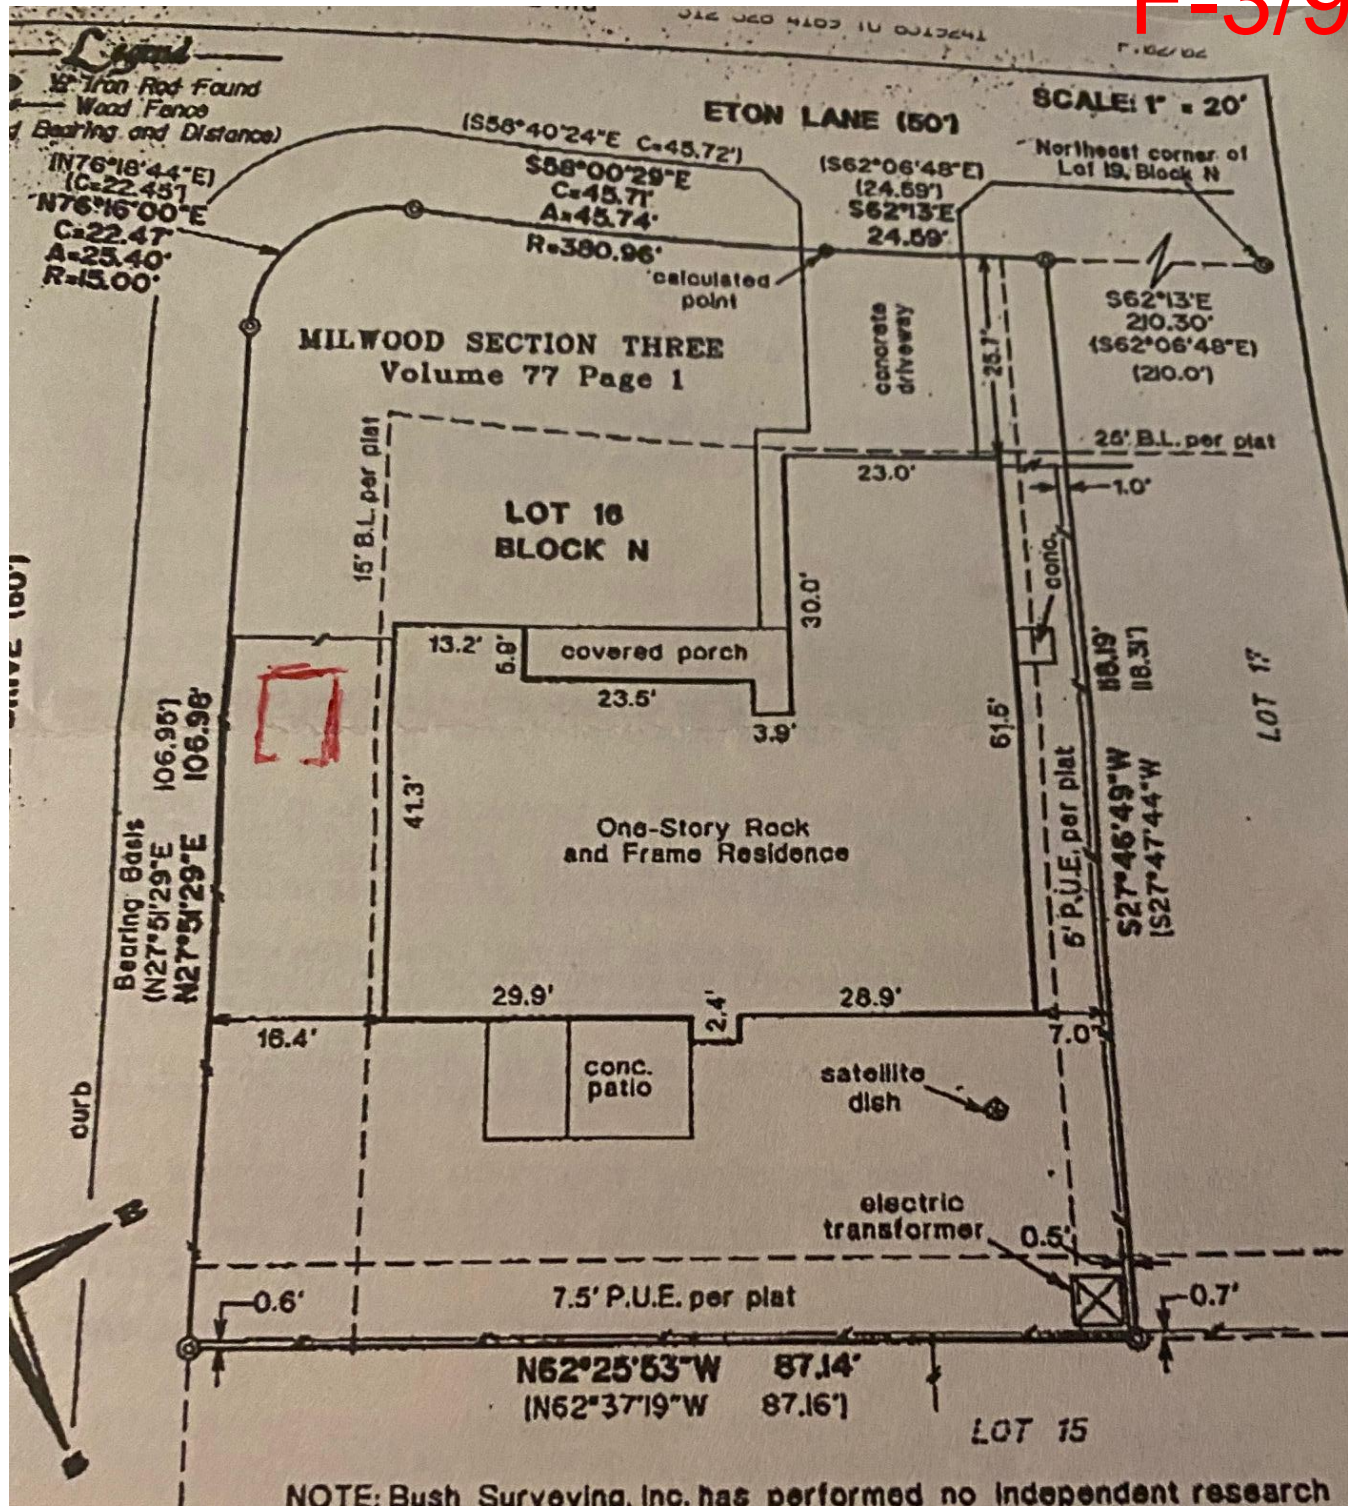 F-3/9
512 328 4185 TO 8315241
P.02/02
Legend
1/2" Iron Rod Found
Wood Fence
Bearing and Distance)
ETON LANE (50')
SCALE: 1" = 20'
(S58°40'24"E C=45.72')
S58°00'29"E
C=45.71'
A=45.74'
R=380.96'
(S62°06'48"E)
(24.59')
S62°13'E
24.59'
Northeast corner of
Lot 19, Block N
(N76°18'44"E)
(C=22.45')
N76°16'00"E
C=22.47'
A=25.40'
R=15.00'
calculated
point
concrete
driveway
25.7'
S62°13'E
210.30'
(S62°06'48"E)
(210.0')
MILWOOD SECTION THREE
Volume 77 Page 1
15' B.L. per plat
25' B.L. per plat
23.0'
1.0'
LOT 16
BLOCK N
conc.
30.0'
13.2'
covered porch
23.5'
3.9'
61.5'
118.19'
118.31')
LOT 17
DRIVE (60')
106.95')
106.98'
41.3'
One-Story Rock
and Frame Residence
5' P.U.E. per plat
S27°46'49"W
(S27°47'44"W
Bearing Basis
(N27°51'29"E
N27°51'29"E
29.9'
2.4'
28.9'
16.4'
7.0'
conc.
patio
satellite
dish
curb
electric
transformer
0.5'
0.6'
7.5' P.U.E. per plat
0.7'
N62°25'53"W 87.14'
(N62°37'19"W 87.16')
LOT 15
NOTE: Bush Surveying, Inc. has performed no independent research